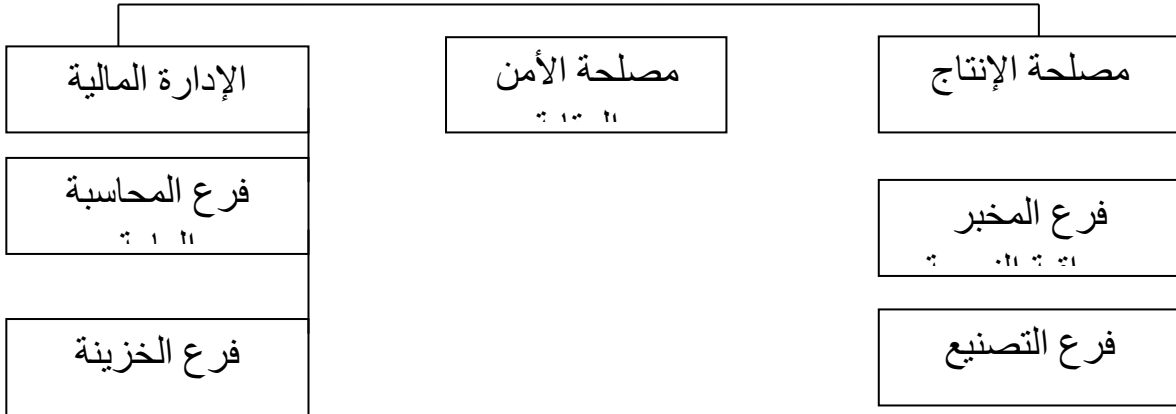 مصلحة الإنتاج
مصلحة الأمن
الإدارة المالية
فرع المحاسبة
فرع المخبر
فرع التصنيع
فرع الخزينة